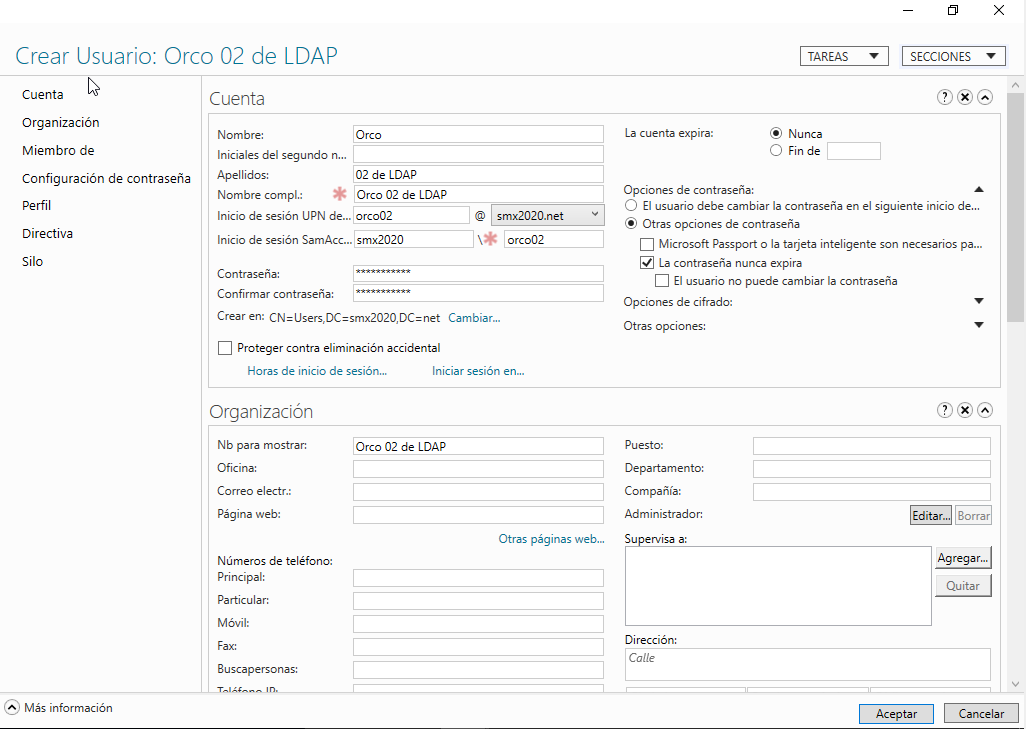 Crear Usuario: Orco 02 de LDAP
TAREAS
SECCIONES
Cuenta
Organización
Miembro de
Configuración de contraseña
Perfil
Directiva
Silo
Cuenta
Nombre: Orco
Iniciales del segundo n...
Apellidos: 02 de LDAP
Nombre compl.: * Orco 02 de LDAP
Inicio de sesión UPN de... orco02 @ smx2020.net
Inicio de sesión SamAcc... smx2020 \* orco02
Contraseña: ***********
Confirmar contraseña: ***********
Crear en: CN=Users,DC=smx2020,DC=net Cambiar...
Proteger contra eliminación accidental
Horas de inicio de sesión... Iniciar sesión en...
La cuenta expira: Nunca
Fin de
Opciones de contraseña:
El usuario debe cambiar la contraseña en el siguiente inicio de...
Otras opciones de contraseña
Microsoft Passport o la tarjeta inteligente son necesarios pa...
La contraseña nunca expira
El usuario no puede cambiar la contraseña
Opciones de cifrado:
Otras opciones:
Organización
Nb para mostrar: Orco 02 de LDAP
Oficina:
Correo electr.:
Página web:
Otras páginas web...
Números de teléfono:
Principal:
Particular:
Móvil:
Fax:
Buscapersonas:
Teléfono IP:
Puesto:
Departamento:
Compañía:
Administrador: Editar... Borrar
Supervisa a:
Agregar...
Quitar
Dirección:
Calle
Más información
Aceptar
Cancelar